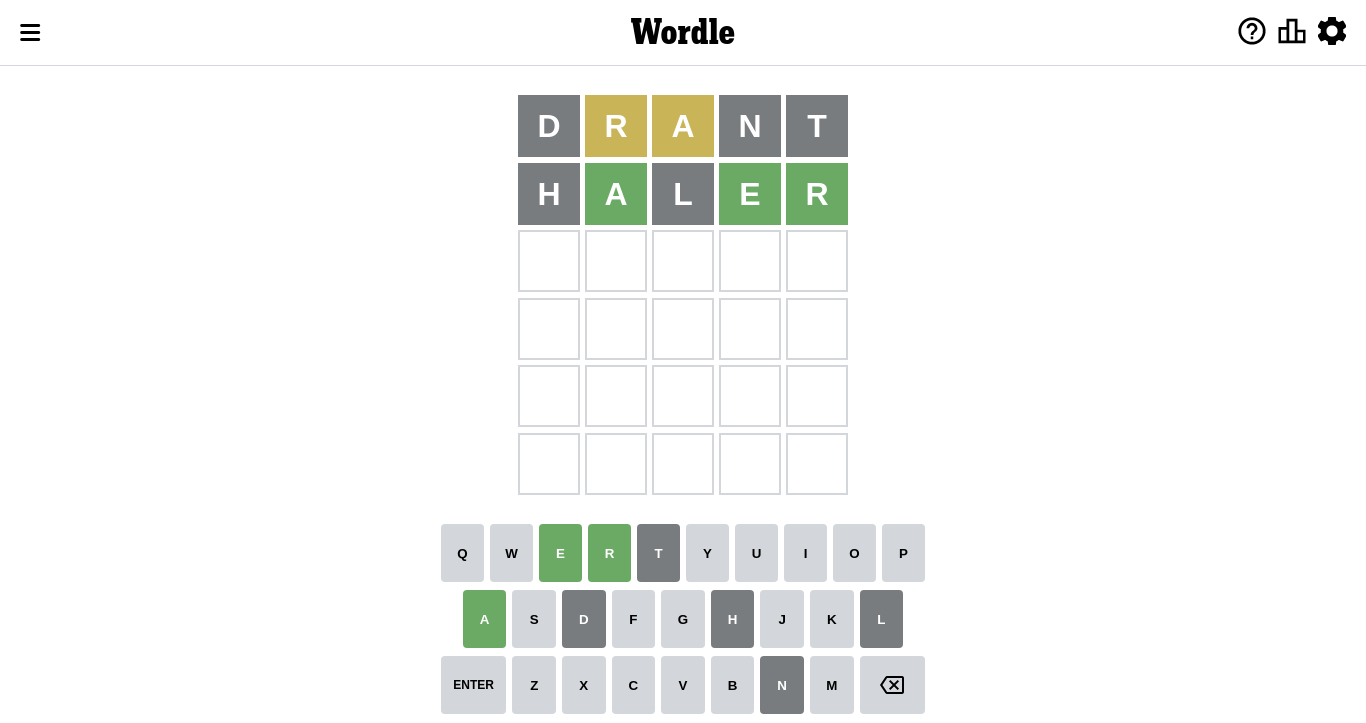 Wordle
D R A N T
H A L E R
Q W E R T Y U I O P
A S D F G H J K L
ENTER Z X C V B N M